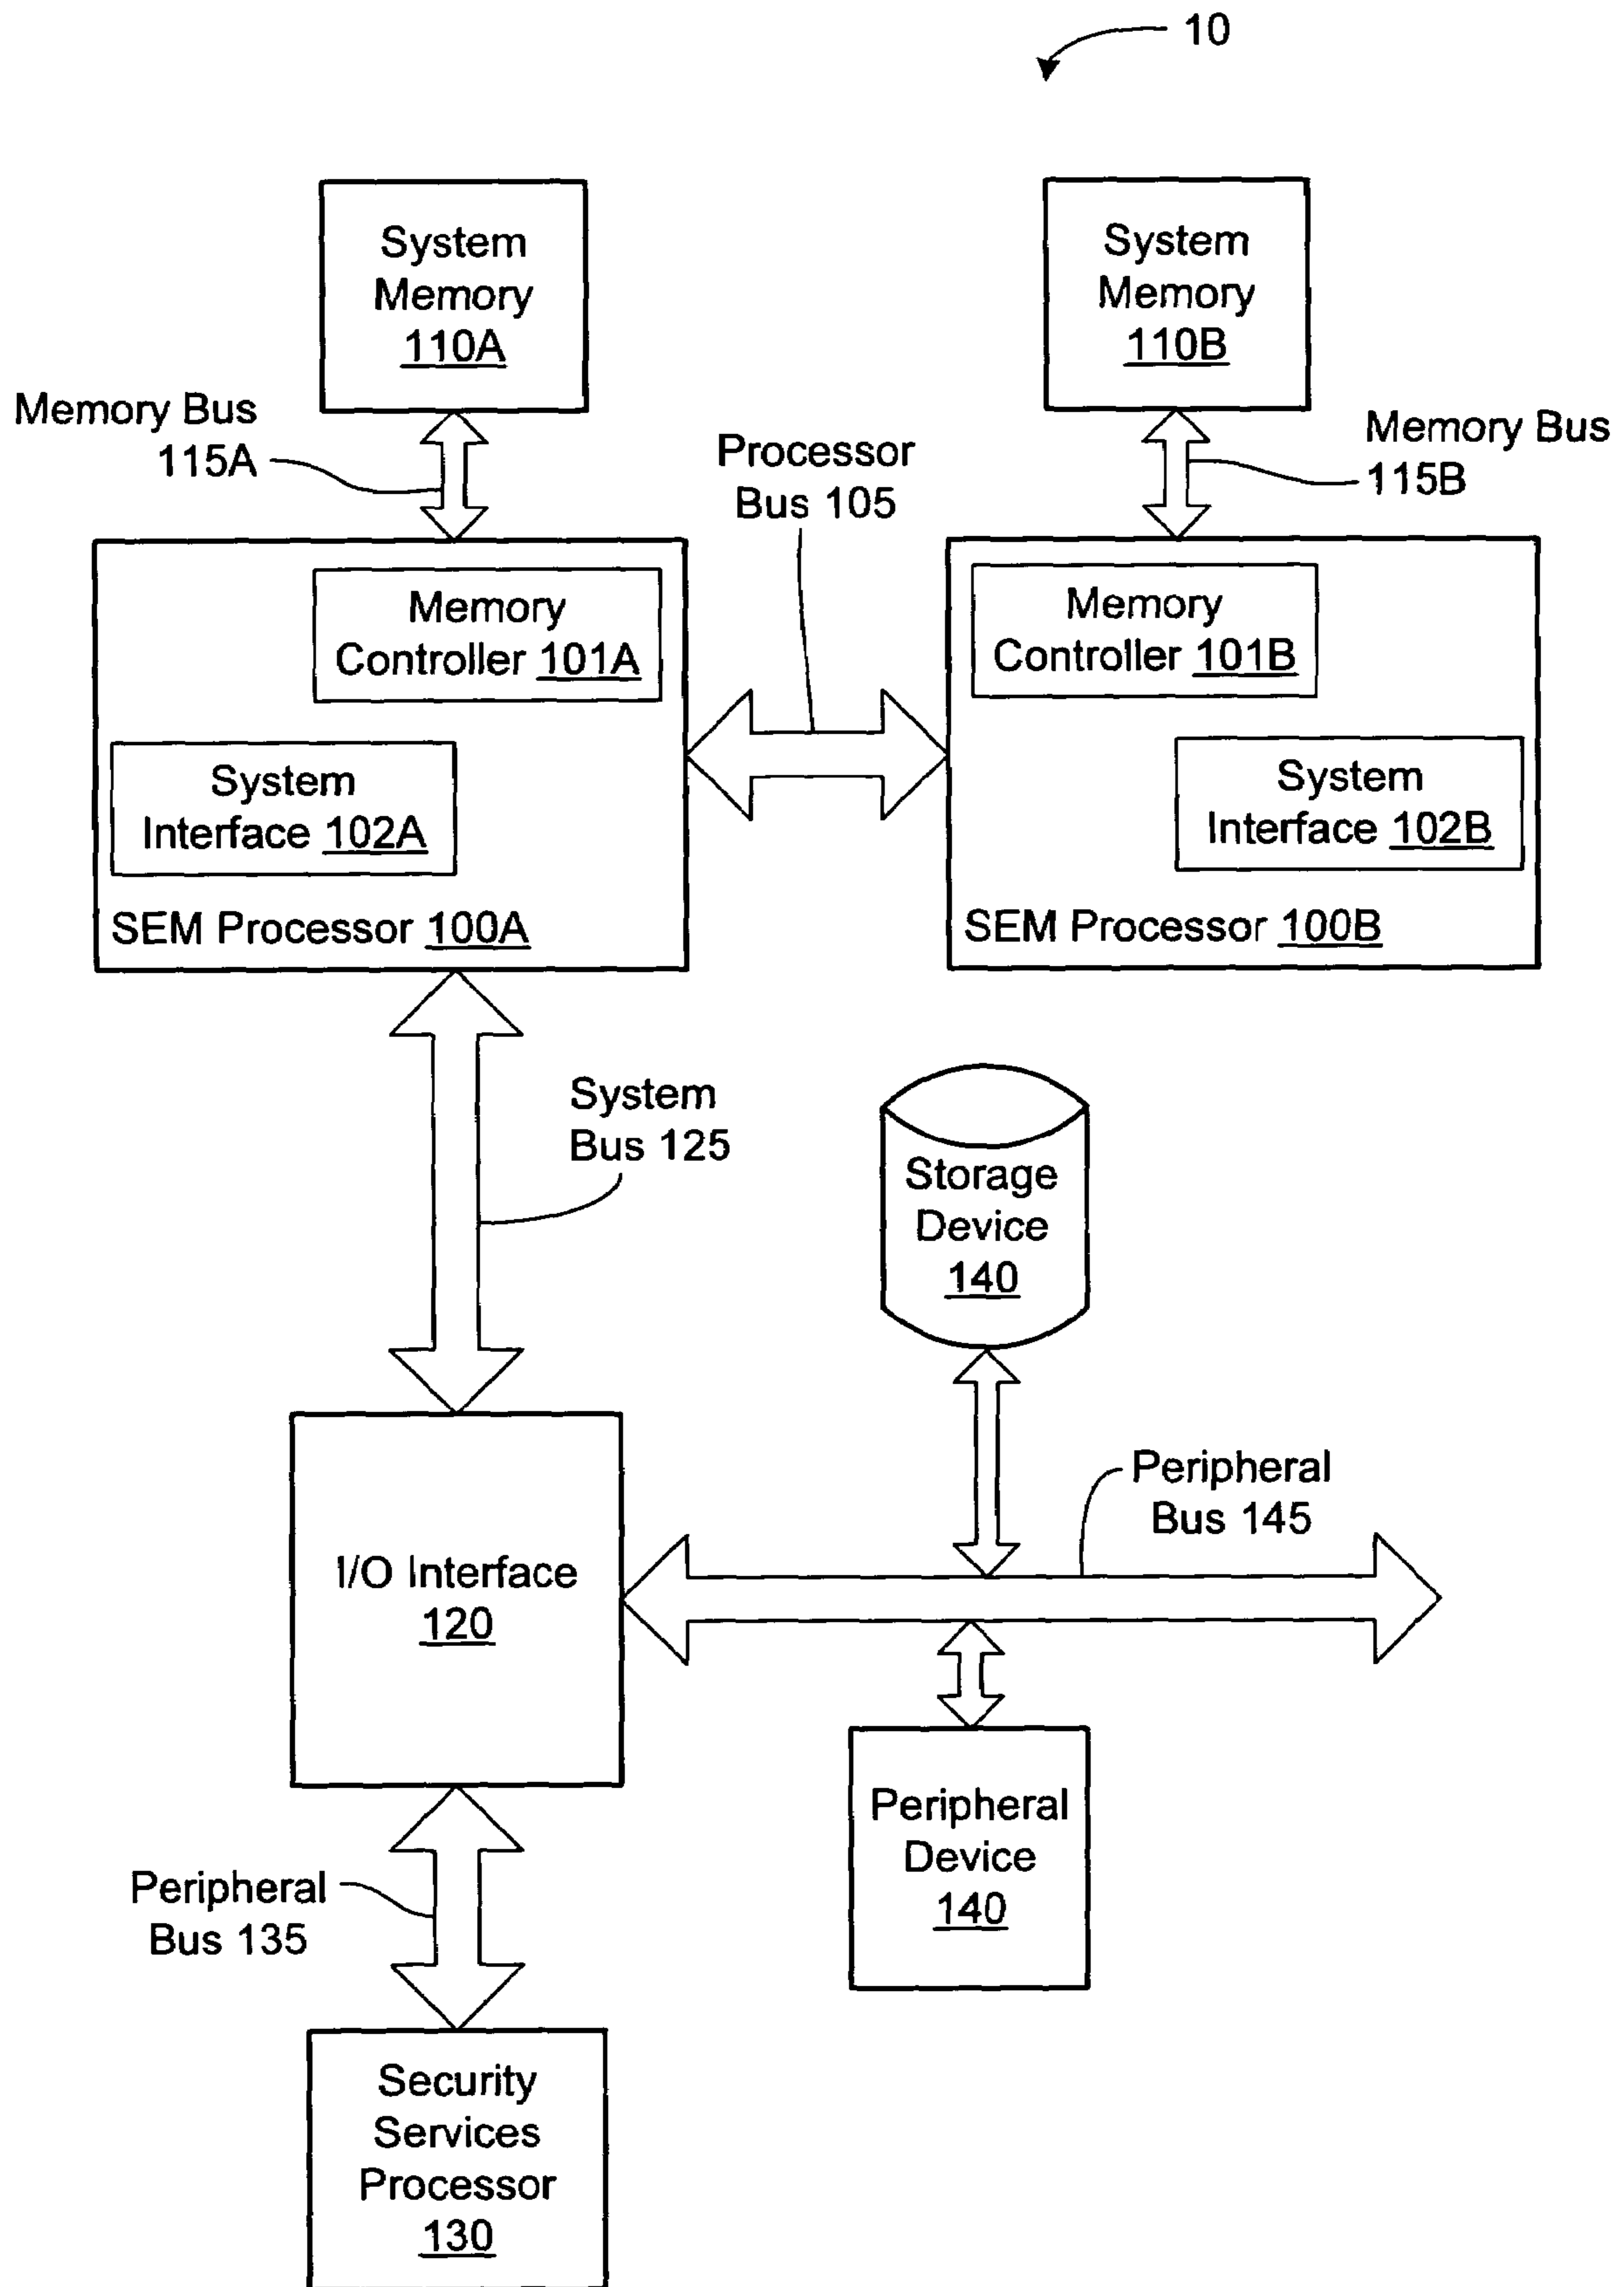 10
System
Memory
110A
System
Memory
110B
Memory Bus
115A
Processor
Bus 105
Memory Bus
115B
Memory
Controller 101A
System
Interface 102A
SEM Processor 100A
Memory
Controller 101B
System
Interface 102B
SEM Processor 100B
System
Bus 125
Storage
Device
140
Peripheral
Bus 145
I/O Interface
120
Peripheral
Device
140
Peripheral
Bus 135
Security
Services
Processor
130